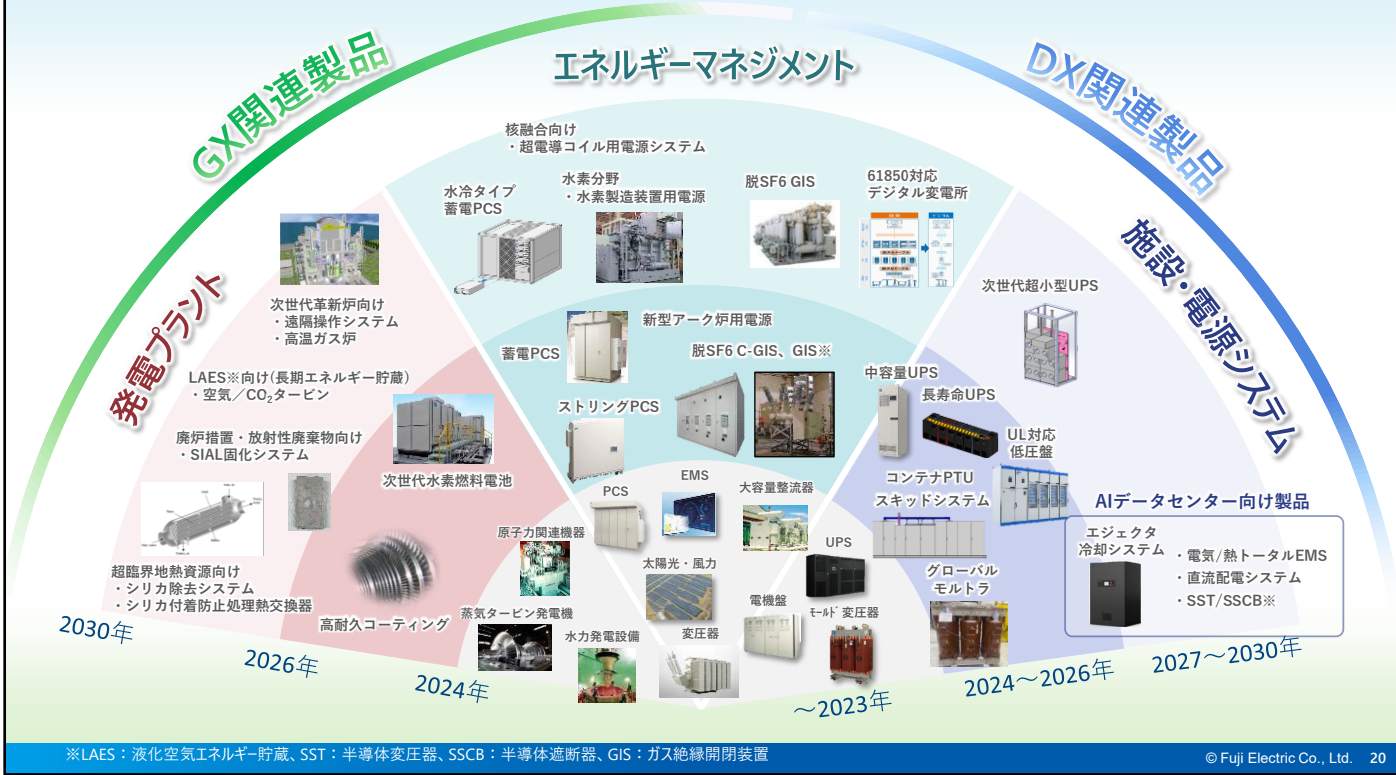 GX関連製品
エネルギーマネジメント
DX関連製品
発電プラント
施設・電源システム
核融合向け
・超電導コイル用電源システム
水冷タイプ
蓄電PCS
水素分野
・水素製造装置用電源
脱SF6 GIS
61850対応
デジタル変電所
次世代革新炉向け
・遠隔操作システム
・高温ガス炉
次世代超小型UPS
新型アーク炉用電源
蓄電PCS
脱SF6 C-GIS、GIS※
ストリングPCS
LAES※向け(長期エネルギー貯蔵)
・空気／CO₂タービン
廃炉措置・放射性廃棄物向け
・SIAL固化システム
次世代水素燃料電池
中容量UPS
長寿命UPS
UL対応
低圧盤
コンテナPTU
スキッドシステム
グローバル
モルトラ
AIデータセンター向け製品
エジェクタ
冷却システム
・電気/熱トータルEMS
・直流配電システム
・SST/SSCB※
超臨界地熱資源向け
・シリカ除去システム
・シリカ付着防止処理熱交換器
高耐久コーティング
PCS
EMS
大容量整流器
原子力関連機器
太陽光・風力
UPS
蒸気タービン発電機
水力発電設備
変圧器
電機盤
ﾓｰﾙﾄﾞ変圧器
2030年
2026年
2024年
～2023年
2024～2026年
2027～2030年
※LAES：液化空気エネルギー貯蔵、SST：半導体変圧器、SSCB：半導体遮断器、GIS：ガス絶縁開閉装置
© Fuji Electric Co., Ltd. 20